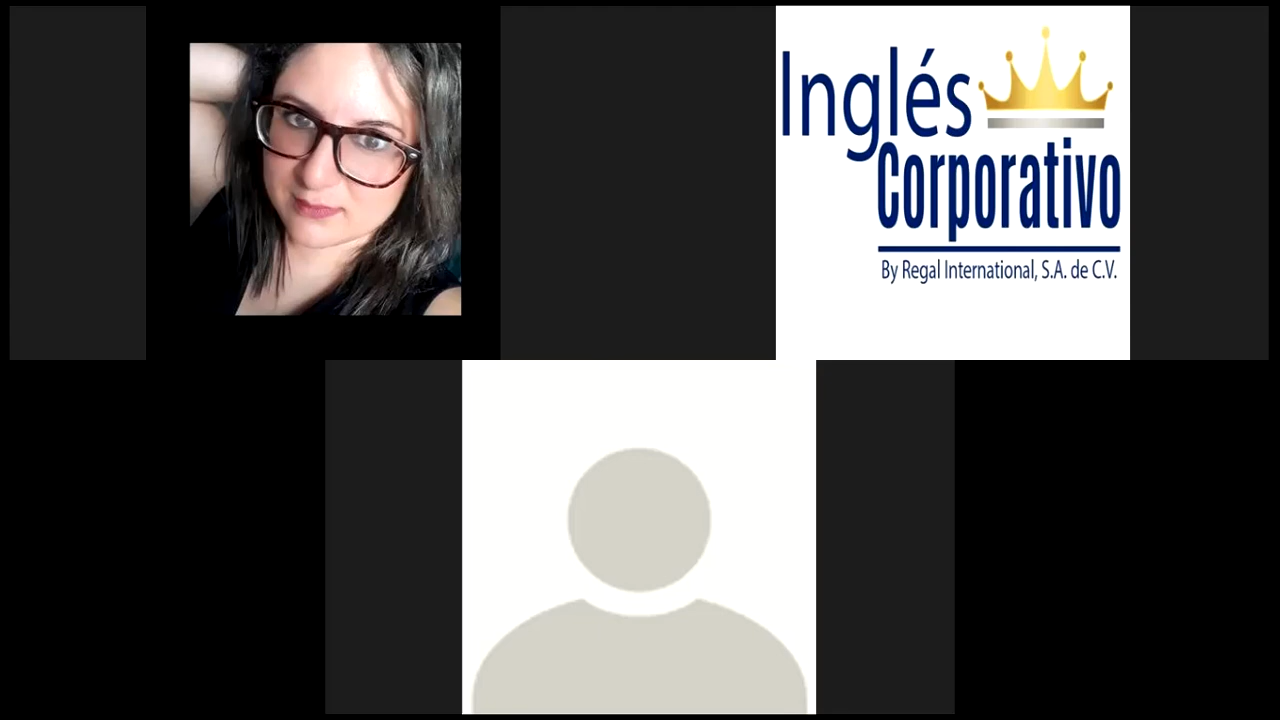 Inglés
Corporativo
By Regal International, S.A. de C.V.